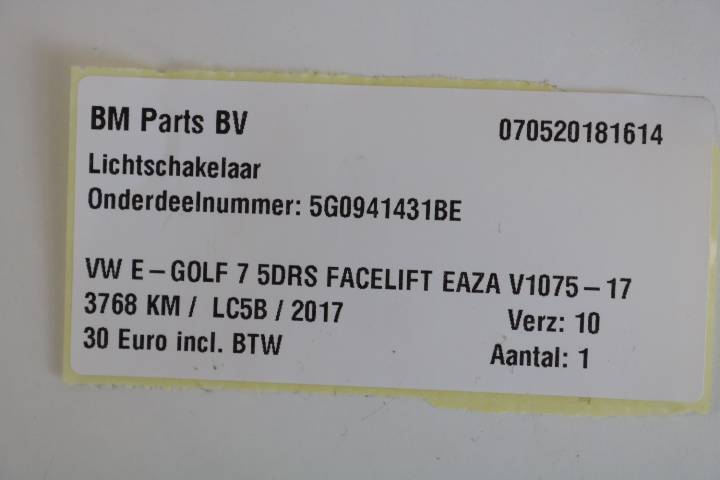 BM Parts BV 070520181614
Lichtschakelaar
Onderdeelnummer: 5G0941431BE
VW E-GOLF 7 5DRS FACELIFT EAZA V1075-17
3768 KM / LC5B / 2017 Verz: 10
30 Euro incl. BTW Aantal: 1